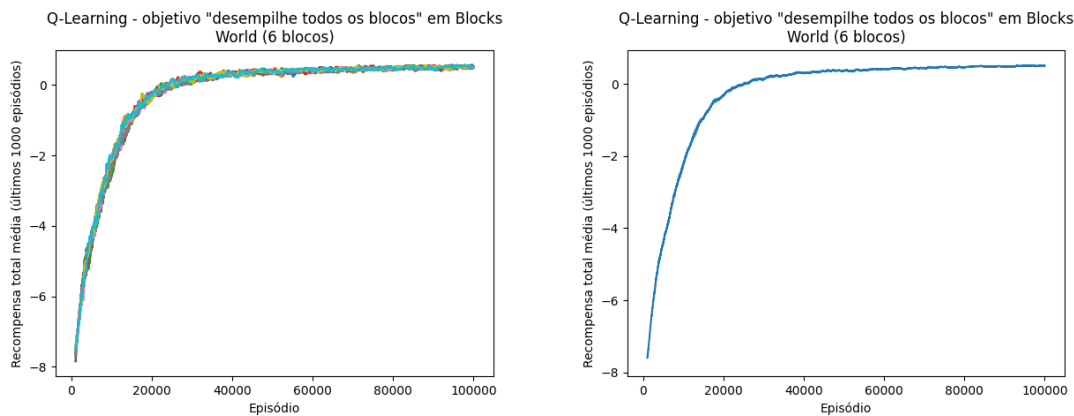 Q-Learning - objetivo "desempilhe todos os blocos" em Blocks
World (6 blocos)
Recompensa total média (últimos 1000 episódios)
0
−2
−4
−6
−8
0 20000 40000 60000 80000 100000
Episódio
Q-Learning - objetivo "desempilhe todos os blocos" em Blocks
World (6 blocos)
Recompensa total média (últimos 1000 episódios)
0
−2
−4
−6
−8
0 20000 40000 60000 80000 100000
Episódio